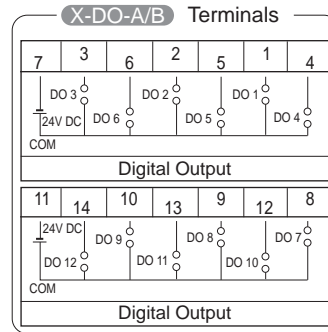 X-DO-A/B Terminals
7 3 6 2 5 1 4
DO 3 DO 2 DO 1
24V DC DO 6 DO 5 DO 4
COM
Digital Output
11 14 10 13 9 12 8
24V DC DO 9 DO 8 DO 7
DO 12 DO 11 DO 10
COM
Digital Output